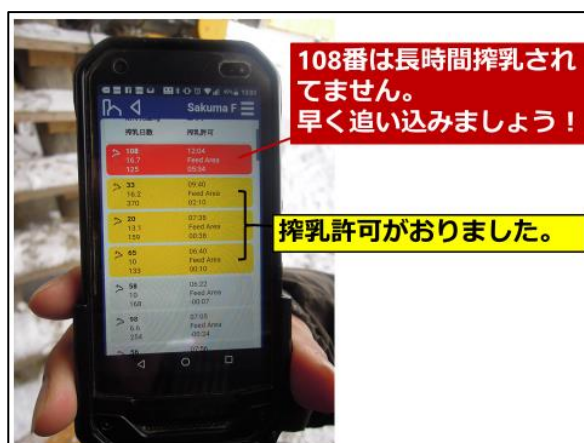 108番は長時間搾乳され
てません。
早く追い込みましょう！
搾乳許可がおりました。
Sakuma F
搾乳日数 搾乳許可
108 12:04
16.7 Feed Area
125 05:34
33 09:40
16.2 Feed Area
370 02:10
20 07:38
13.1 Feed Area
159 00:38
65 06:40
10 Feed Area
133 00:10
58 06:22
10 Feed Area
168 -00:07
07:05
6.6 Feed Area
254 -00:24
07:56